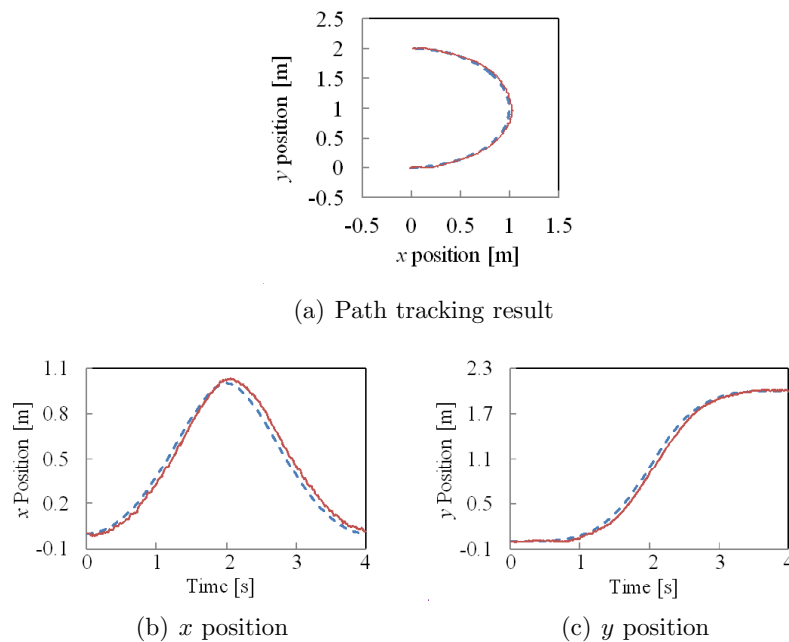 2.5
2
1.5
1
0.5
0
-0.5
y position [m]
-0.5 0 0.5 1 1.5
x position [m]
(a) Path tracking result
1.1
0.8
0.5
0.2
-0.1
x Position [m]
0 1 2 3 4
Time [s]
(b) x position
2.3
1.7
1.1
0.5
-0.1
y Position [m]
0 1 2 3 4
Time [s]
(c) y position